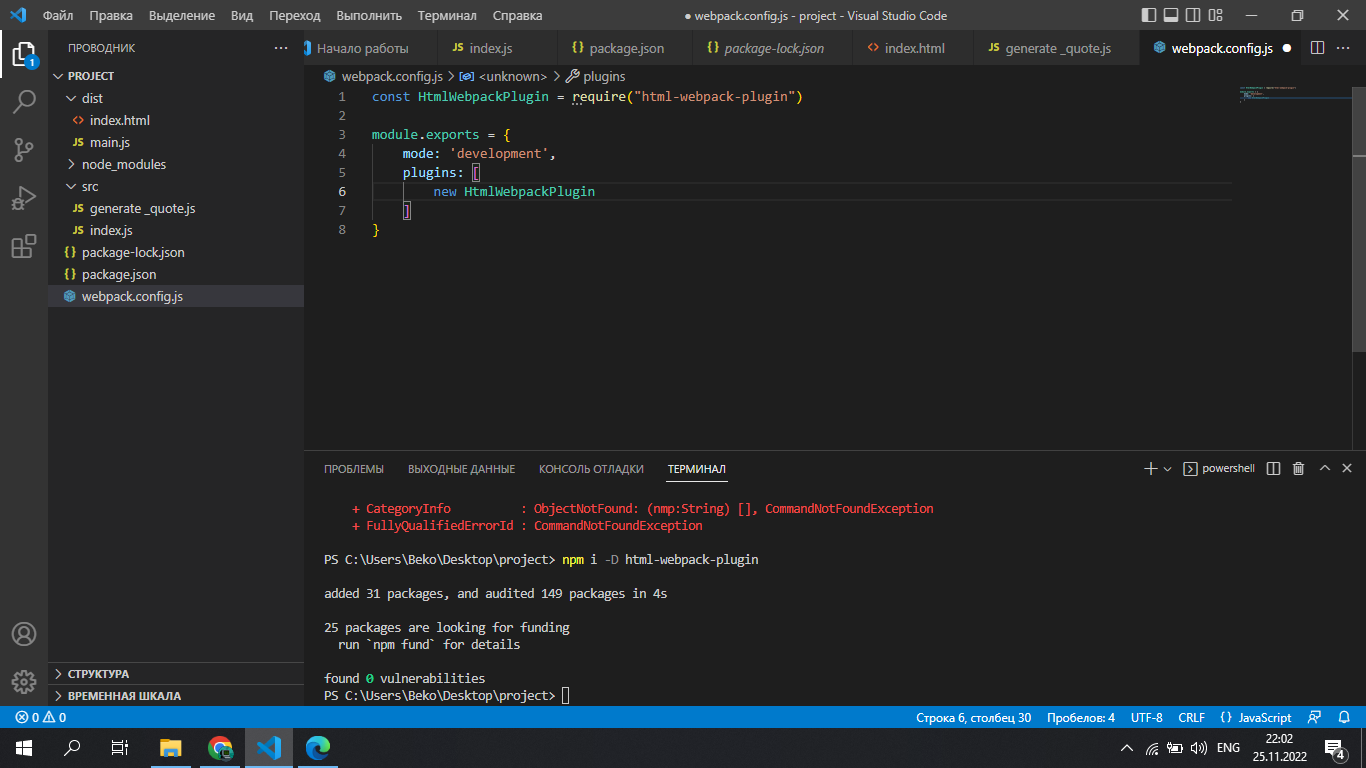 Файл Правка Выделение Вид Переход Выполнить Терминал Справка
● webpack.config.js - project - Visual Studio Code
ПРОВОДНИК
1
PROJECT
dist
index.html
JS main.js
node_modules
src
JS generate _quote.js
JS index.js
{} package-lock.json
{} package.json
webpack.config.js
СТРУКТУРА
ВРЕМЕННАЯ ШКАЛА
Начало работы
JS index.js
{} package.json
{} package-lock.json
<> index.html
JS generate _quote.js
webpack.config.js ●
webpack.config.js > <unknown> > plugins
1 const HtmlWebpackPlugin = require("html-webpack-plugin")
2
3 module.exports = {
4 mode: 'development',
5 plugins: [
6 new HtmlWebpackPlugin
7 ]
8 }
ПРОБЛЕМЫ ВЫХОДНЫЕ ДАННЫЕ КОНСОЛЬ ОТЛАДКИ ТЕРМИНАЛ
powershell
+ CategoryInfo : ObjectNotFound: (nmp:String) [], CommandNotFoundException
+ FullyQualifiedErrorId : CommandNotFoundException
PS C:\Users\Beko\Desktop\project> npm i -D html-webpack-plugin
added 31 packages, and audited 149 packages in 4s
25 packages are looking for funding
run `npm fund` for details
found 0 vulnerabilities
PS C:\Users\Beko\Desktop\project>
0 0
Строка 6, столбец 30 Пробелов: 4 UTF-8 CRLF {} JavaScript
ENG
22:02
25.11.2022
4